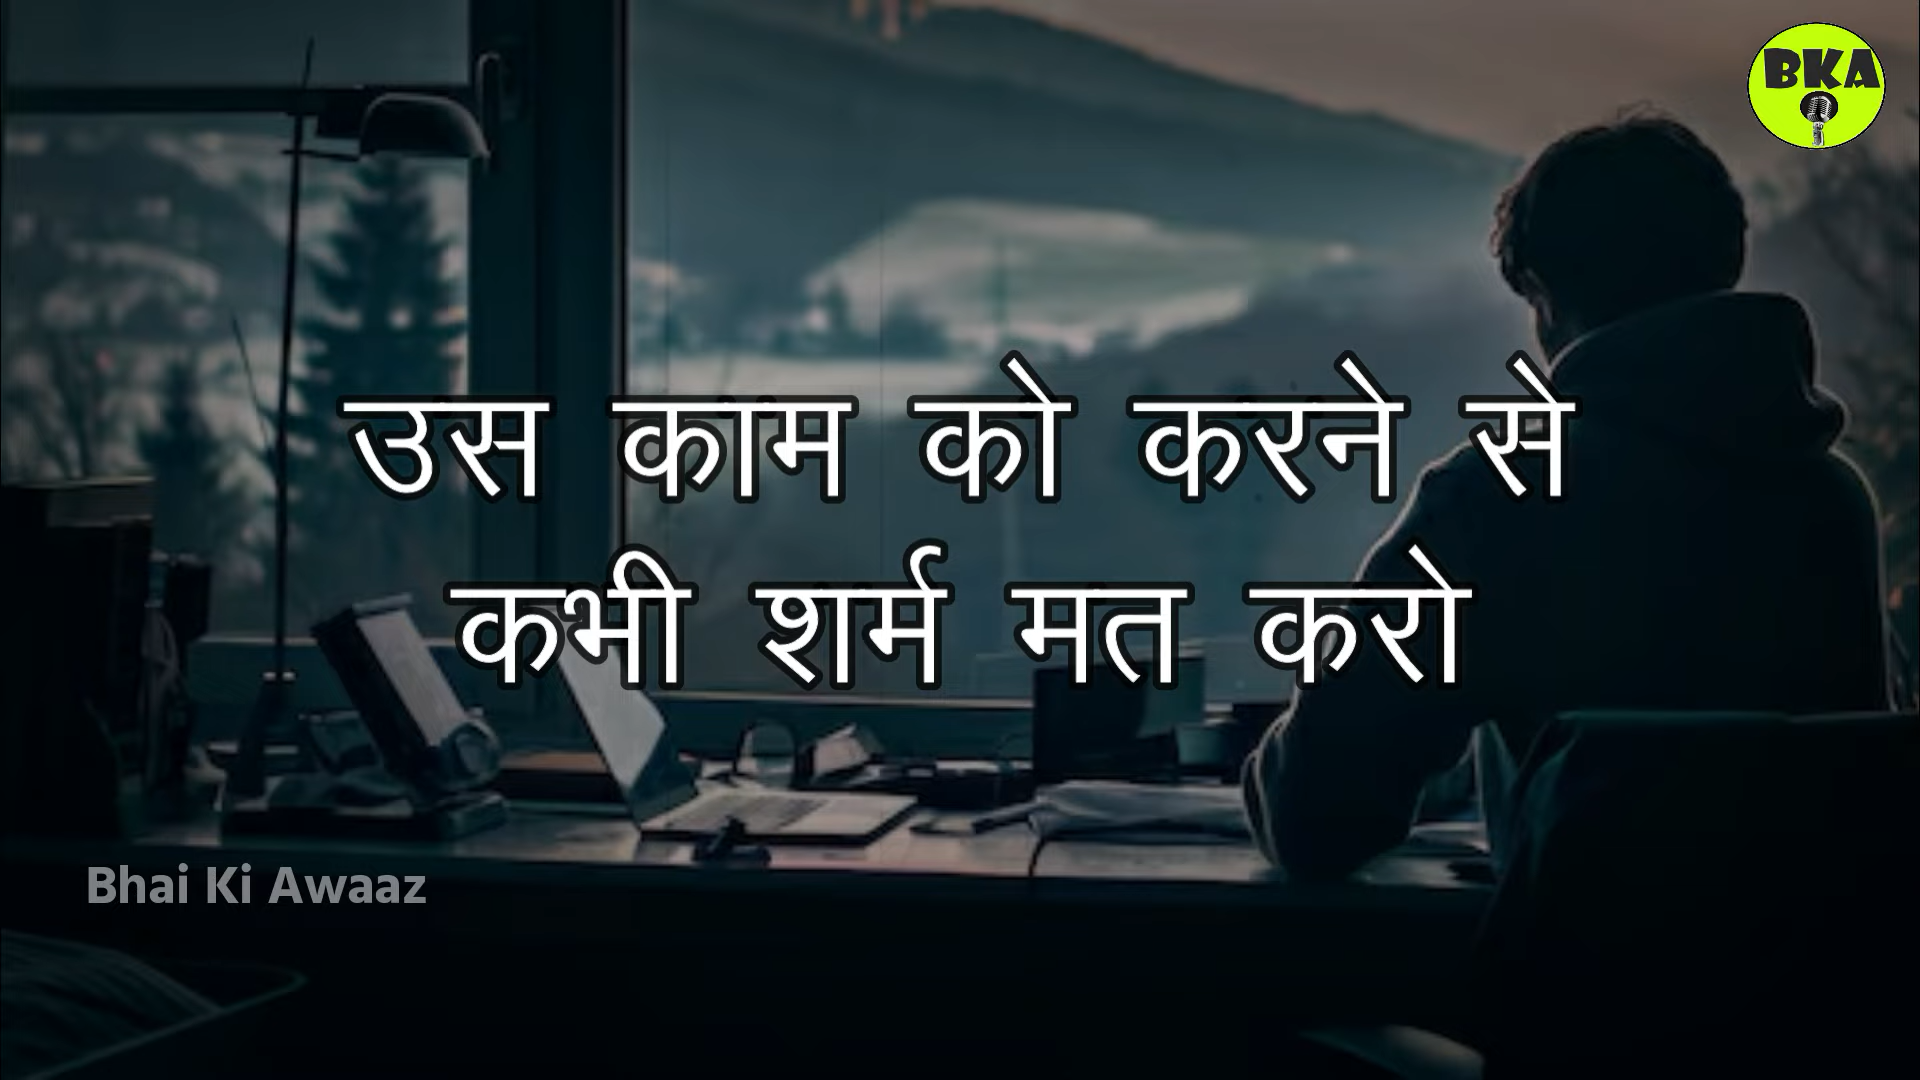 BKA
उस काम को करने से
कभी शर्म मत करो
Bhai Ki Awaaz